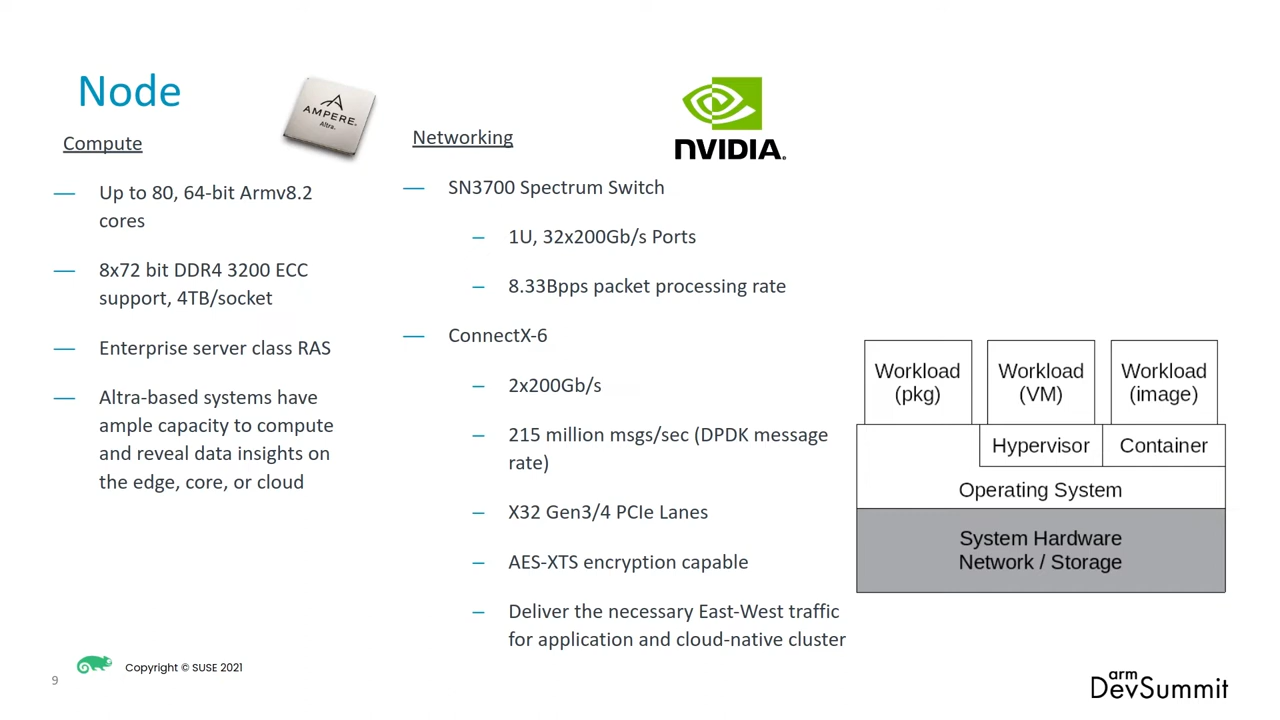 Node
AMPERE.
Altra.
Compute
— Up to 80, 64-bit Armv8.2
cores
— 8x72 bit DDR4 3200 ECC
support, 4TB/socket
— Enterprise server class RAS
— Altra-based systems have
ample capacity to compute
and reveal data insights on
the edge, core, or cloud
Networking
NVIDIA.
— SN3700 Spectrum Switch
– 1U, 32x200Gb/s Ports
– 8.33Bpps packet processing rate
— ConnectX-6
– 2x200Gb/s
– 215 million msgs/sec (DPDK message
rate)
– X32 Gen3/4 PCIe Lanes
– AES-XTS encryption capable
– Deliver the necessary East-West traffic
for application and cloud-native cluster
Workload
(pkg)
Workload
(VM)
Workload
(image)
Hypervisor
Container
Operating System
System Hardware
Network / Storage
9
Copyright © SUSE 2021
arm
DevSummit